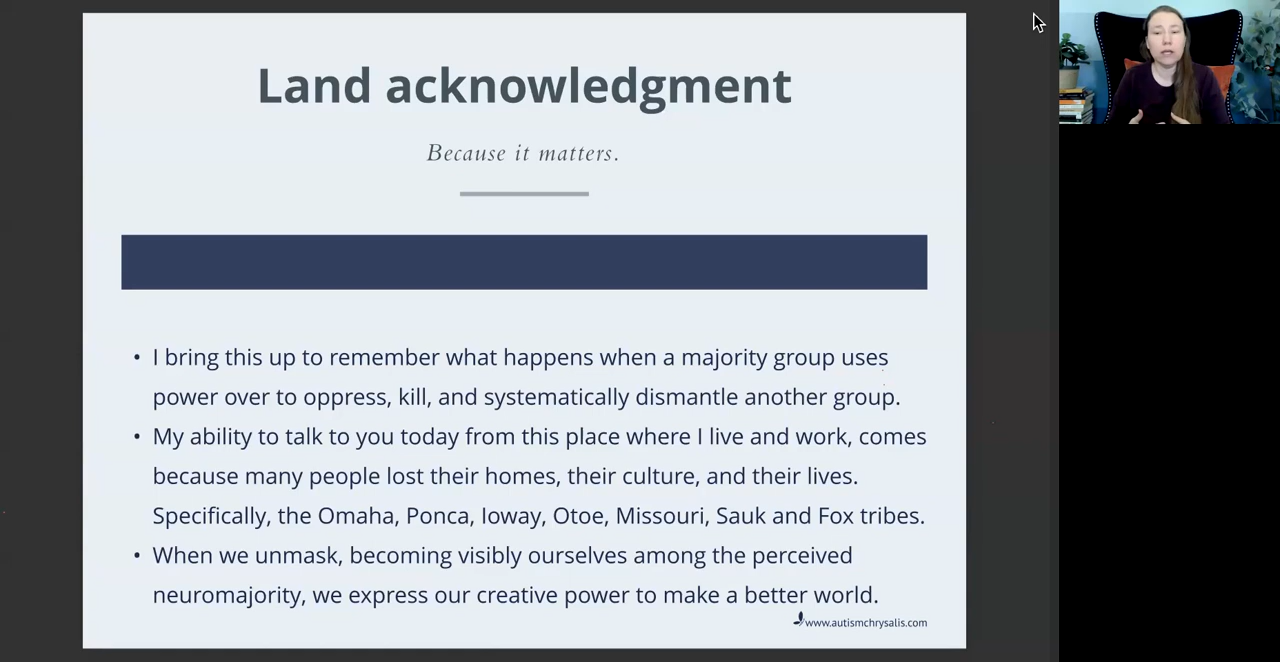 Land acknowledgment
Because it matters.
• I bring this up to remember what happens when a majority group uses
power over to oppress, kill, and systematically dismantle another group.
• My ability to talk to you today from this place where I live and work, comes
because many people lost their homes, their culture, and their lives.
Specifically, the Omaha, Ponca, Ioway, Otoe, Missouri, Sauk and Fox tribes.
• When we unmask, becoming visibly ourselves among the perceived
neuromajority, we express our creative power to make a better world.
www.autismchrysalis.com